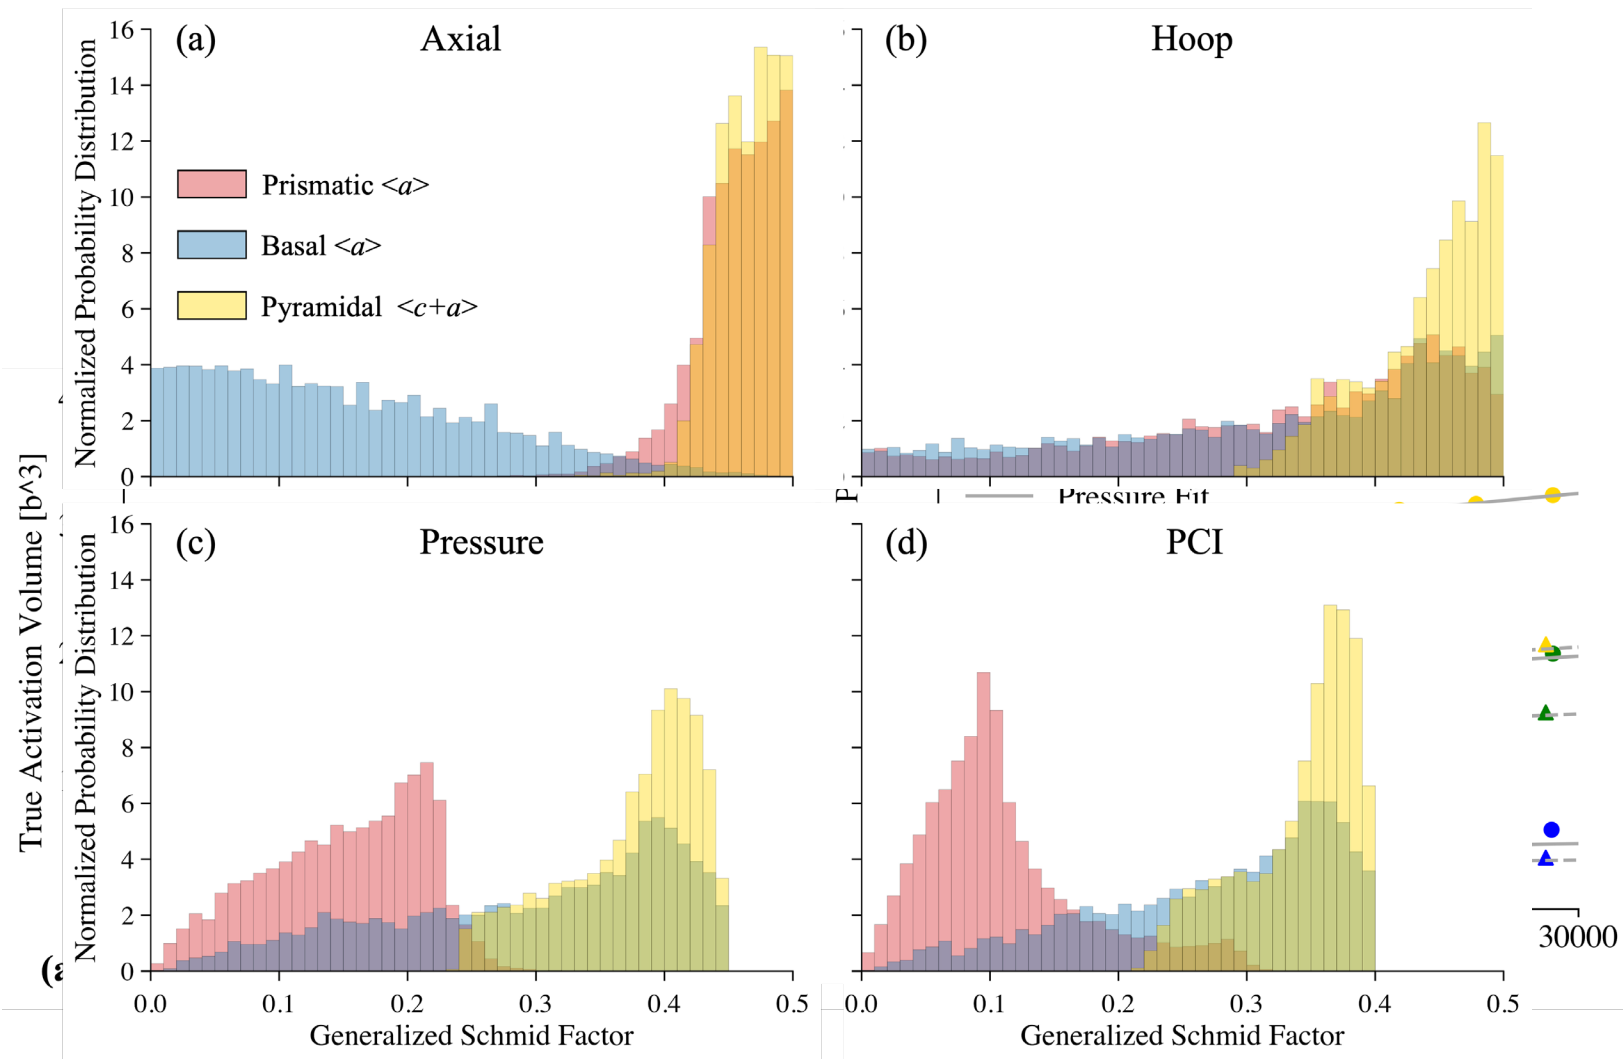 (a) Axial
(b) Hoop
16
14
12
10
8
6
4
2
0
Normalized Probability Distribution
Prismatic <a>
Basal <a>
Pyramidal <c+a>
Pressure Fit
(c) Pressure
(d) PCI
16
14
12
10
8
6
4
2
0
Normalized Probability Distribution
True Activation Volume [b^3]
0.0 0.1 0.2 0.3 0.4 0.5
0.0 0.1 0.2 0.3 0.4 0.5
30000
Generalized Schmid Factor
Generalized Schmid Factor